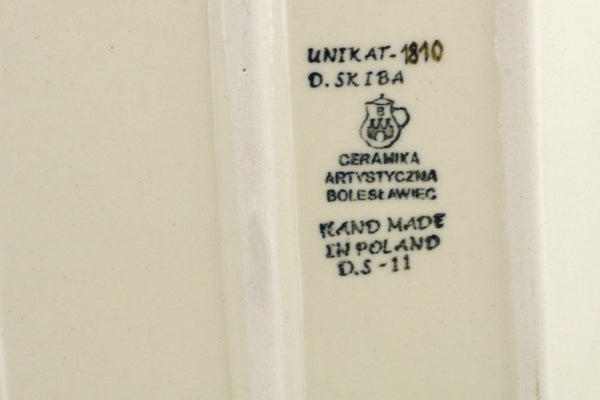 UNIKAT-1810
D. SKIBA
B
CERAMIKA
ARTYSTYCZNA
BOLESŁAWIEC
HAND MADE
IN POLAND
D.S-11